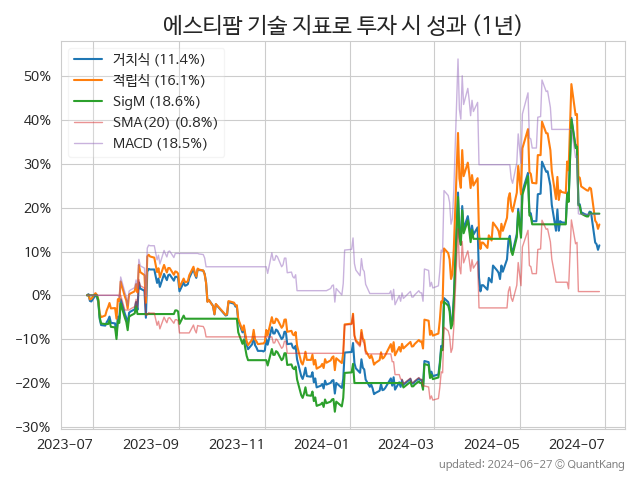 에스티팜 기술 지표로 투자 시 성과 (1년)
거치식 (11.4%)
적립식 (16.1%)
SigM (18.6%)
SMA(20) (0.8%)
MACD (18.5%)
50%
40%
30%
20%
10%
0%
−10%
−20%
−30%
2023-07 2023-09 2023-11 2024-01 2024-03 2024-05 2024-07
updated: 2024-06-27 © QuantKang